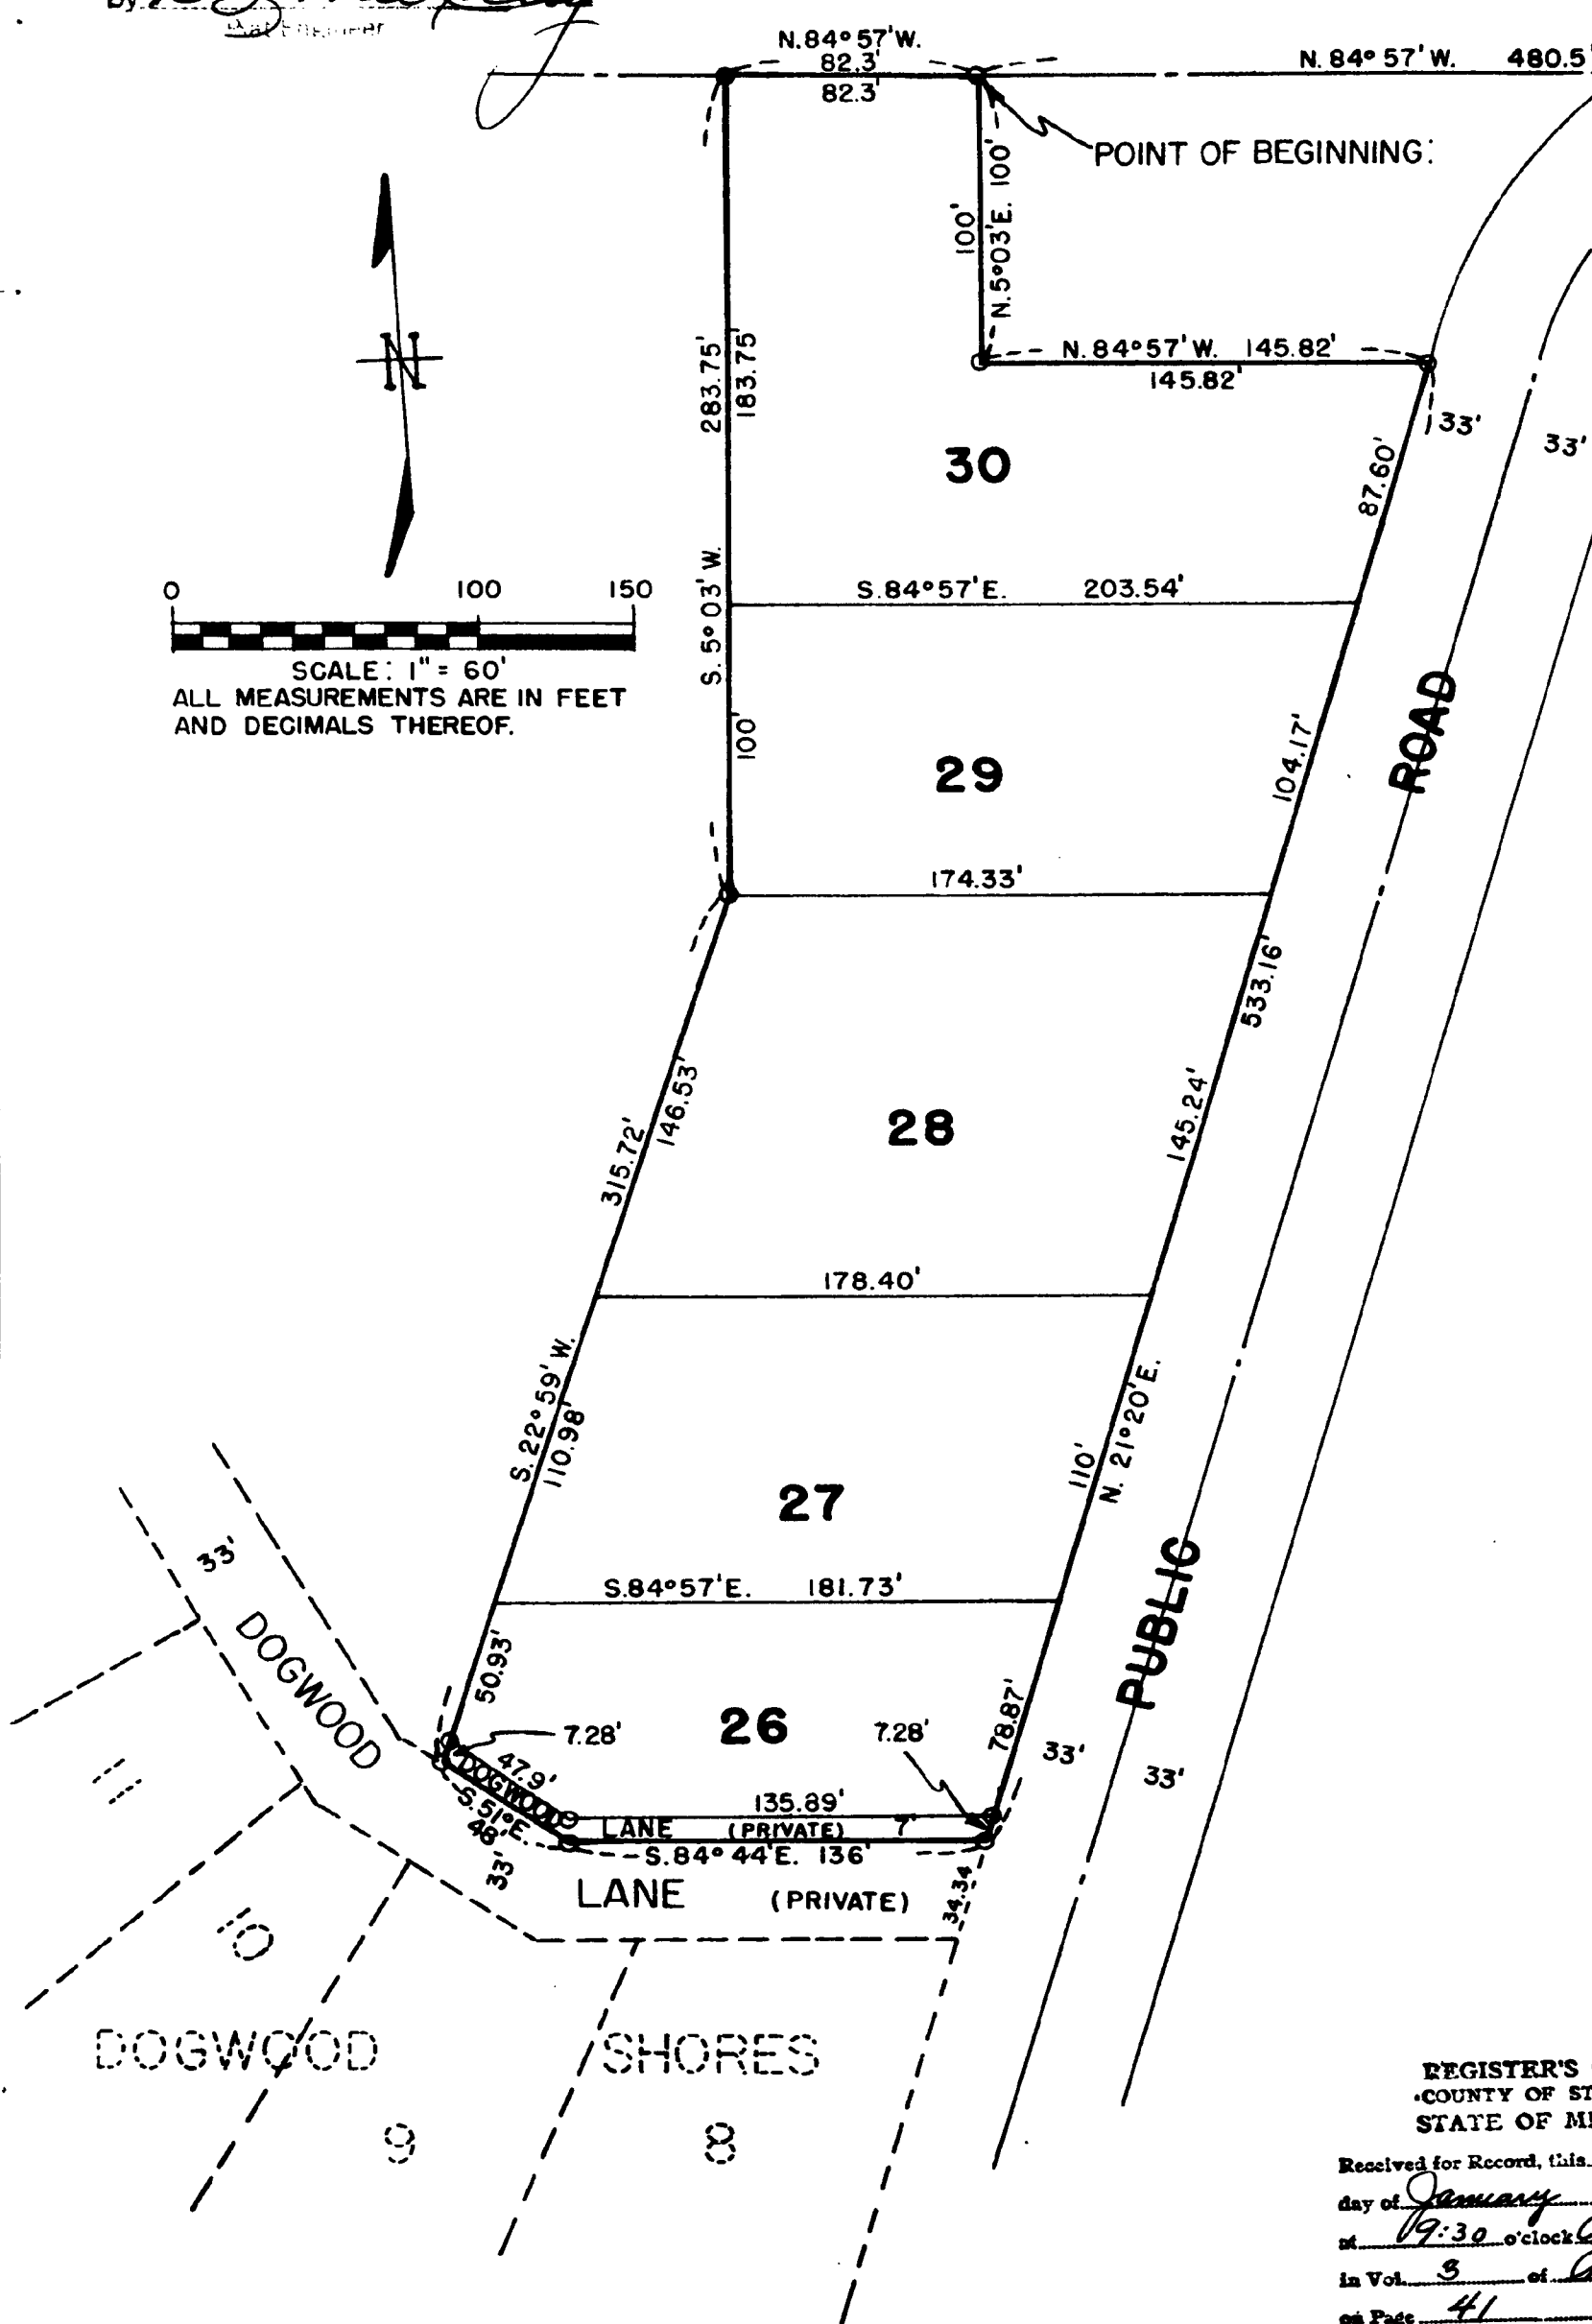 By
Plat Engineer
N. 84° 57' W.
82.3'
82.3'
N. 84° 57' W. 480.5
POINT OF BEGINNING:
100'
N. 5° 03' E. 100'
N. 84° 57' W. 145.82'
145.82'
33'
33'
N
283.75'
183.75'
30
87.60'
S. 5° 03' W.
S. 84° 57' E. 203.54'
0 100 150
SCALE: 1" = 60'
ALL MEASUREMENTS ARE IN FEET
AND DECIMALS THEREOF.
100'
29
104.17'
ROAD
174.33'
533.16'
315.72'
146.53'
28
145.24'
178.40'
S. 22° 59' W.
110.98'
27
110'
N. 21° 20' E.
S. 84° 57' E. 181.73'
33'
DOGWOOD
50.93'
26
78.87'
PUBLIC
7.28'
7.28'
33'
33'
47.9'
DOGWOOD
S. 51° E.
48'
135.89'
LANE (PRIVATE) 7'
S. 84° 44' E. 136'
33'
LANE (PRIVATE)
34.34
11
10
DOGWOOD SHORES
9
8
REGISTER'S
COUNTY OF ST
STATE OF MI
Received for Record, this
day of January
at 9:30 o'clock
in Vol. 3 of
on Page 41